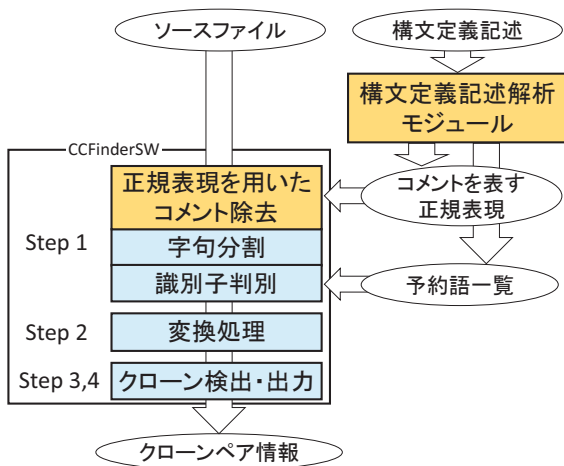 ソースファイル
構文定義記述
構文定義記述解析
モジュール
CCFinderSW
正規表現を用いた
コメント除去
コメントを表す
正規表現
Step 1
字句分割
識別子判別
予約語一覧
Step 2
変換処理
Step 3,4
クローン検出・出力
クローンペア情報